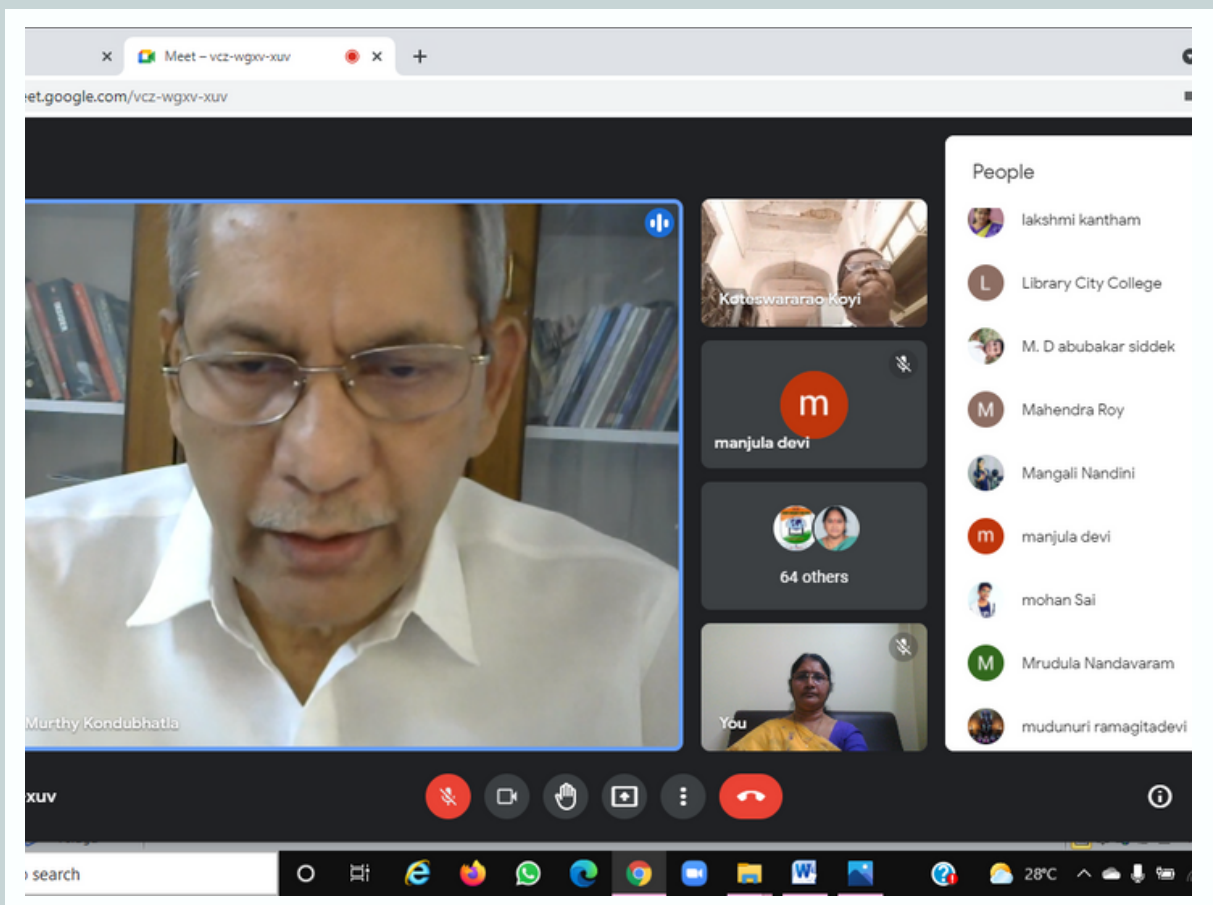 Meet – vcz-wgxv-xuv
eet.google.com/vcz-wgxv-xuv
Murthy Kondubhatla
Koteswararao Koyi
m
manjula devi
64 others
You
People
lakshmi kantham
L
Library City College
M. D abubakar siddek
M
Mahendra Roy
Mangali Nandini
m
manjula devi
mohan Sai
M
Mrudula Nandavaram
mudunuri ramagitadevi
xuv
search
28°C